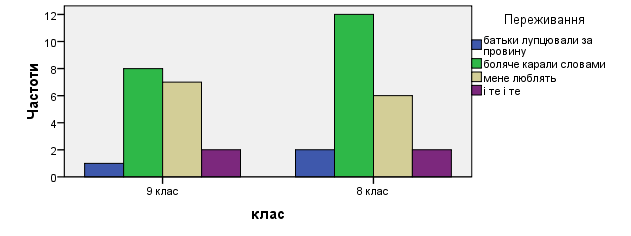 Переживання
батьки лупцювали за
провину
боляче карали словами
мене люблять
і те і те
Частоти
12
10
8
6
4
2
0
9 клас
8 клас
клас